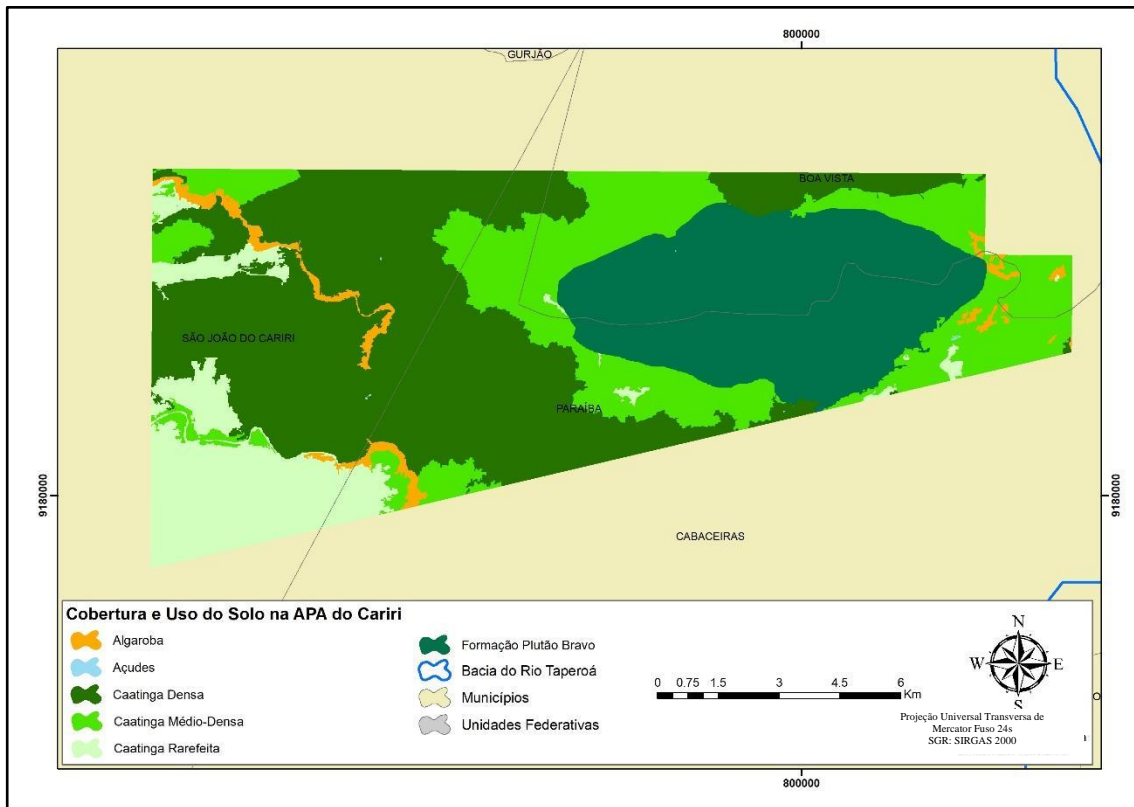 800000
GURJÃO
BOA VISTA
SÃO JOÃO DO CARIRI
PARAÍBA
9180000
9180000
CABACEIRAS
Cobertura e Uso do Solo na APA do Cariri
Algaroba
Açudes
Caatinga Densa
Caatinga Médio-Densa
Caatinga Rarefeita
Formação Plutão Bravo
Bacia do Rio Taperoá
Municípios
Unidades Federativas
0 0.75 1.5 3 4.5 6
Km
N
W E
S
Projeção Universal Transversa de
Mercator Fuso 24s
SGR: SIRGAS 2000
800000